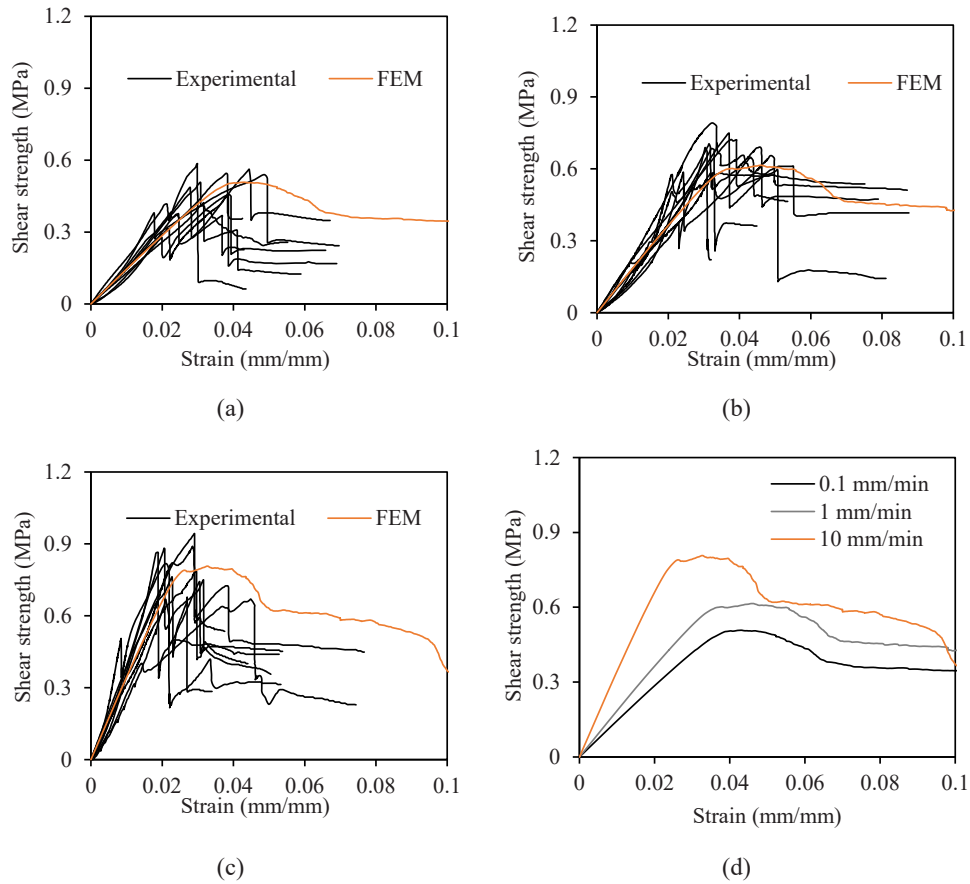 1.2
0.9
0.6
0.3
0
Shear strength (MPa)
Experimental FEM
0 0.02 0.04 0.06 0.08 0.1
Strain (mm/mm)
(a)
1.2
0.9
0.6
0.3
0
Shear strength (MPa)
Experimental FEM
0 0.02 0.04 0.06 0.08 0.1
Strain (mm/mm)
(b)
1.2
0.9
0.6
0.3
0
Shear strength (MPa)
Experimental FEM
0 0.02 0.04 0.06 0.08 0.1
Strain (mm/mm)
(c)
1.2
0.9
0.6
0.3
0
Shear strength (MPa)
0.1 mm/min
1 mm/min
10 mm/min
0 0.02 0.04 0.06 0.08 0.1
Strain (mm/mm)
(d)